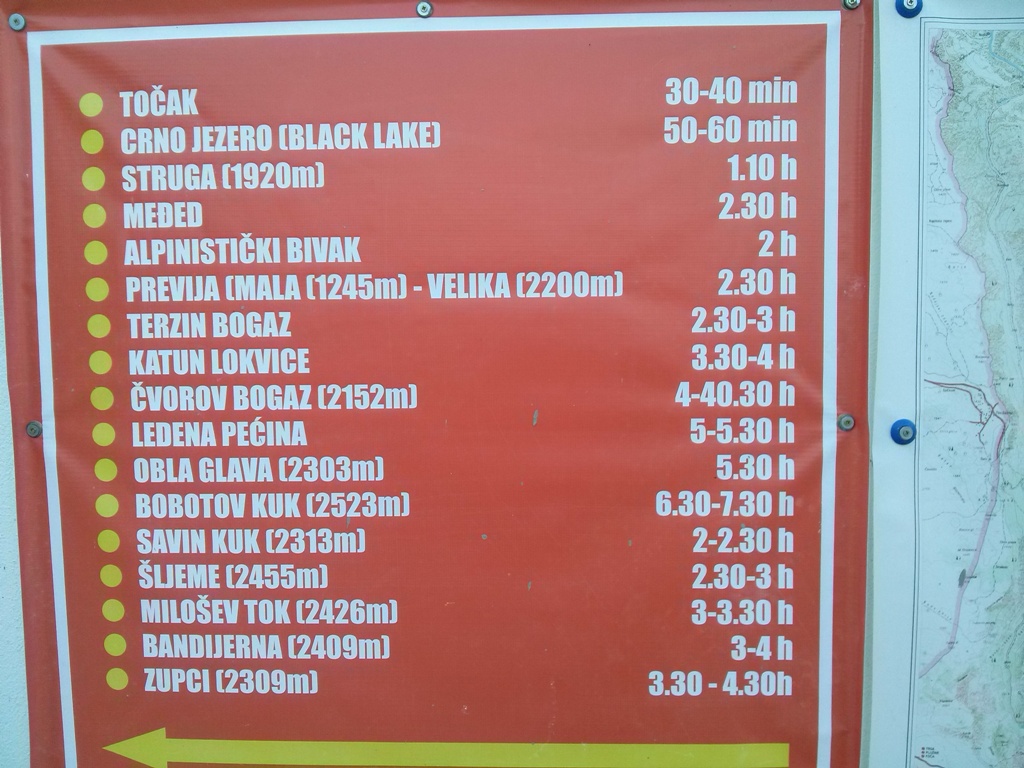 TOČAK 30-40 min
CRNO JEZERO (BLACK LAKE) 50-60 min
STRUGA (1920m) 1.10 h
MEĐED 2.30 h
ALPINISTIČKI BIVAK 2 h
PREVIJA (MALA (1245m) - VELIKA (2200m) 2.30 h
TERZIN BOGAZ 2.30-3 h
KATUN LOKVICE 3.30-4 h
ČVOROV BOGAZ (2152m) 4-40.30 h
LEDENA PEĆINA 5-5.30 h
OBLA GLAVA (2303m) 5.30 h
BOBOTOV KUK (2523m) 6.30-7.30 h
SAVIN KUK (2313m) 2-2.30 h
ŠLJEME (2455m) 2.30-3 h
MILOŠEV TOK (2426m) 3-3.30 h
BANDIJERNA (2409m) 3-4 h
ZUPCI (2309m) 3.30 - 4.30h